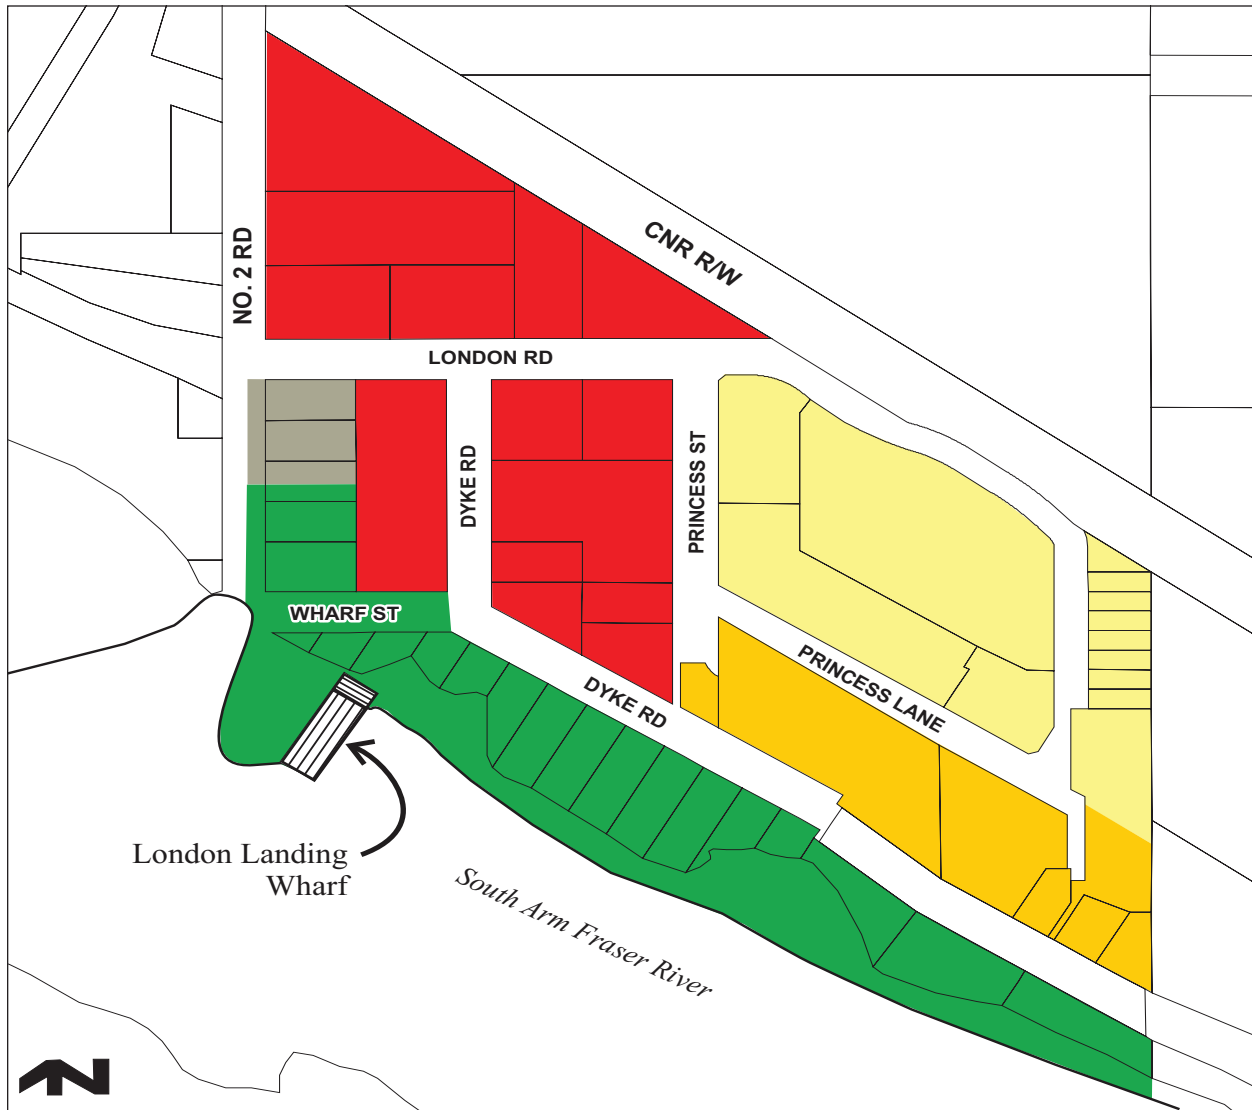 NO. 2 RD
CNR R/W
LONDON RD
DYKE RD
PRINCESS ST
WHARF ST
PRINCESS LANE
DYKE RD
London Landing
Wharf
South Arm Fraser River
N